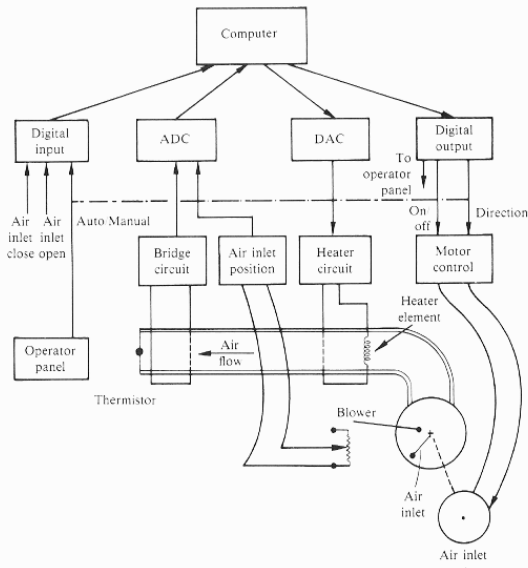 Computer
Digital
input
ADC
DAC
Digital
output
To
operator
panel
Air Air
inlet inlet
close open
Auto Manual
On
off
Direction
Bridge
circuit
Air inlet
position
Heater
circuit
Motor
control
Heater
element
Operator
panel
Air
flow
Thermistor
Blower
Air
inlet
Air inlet